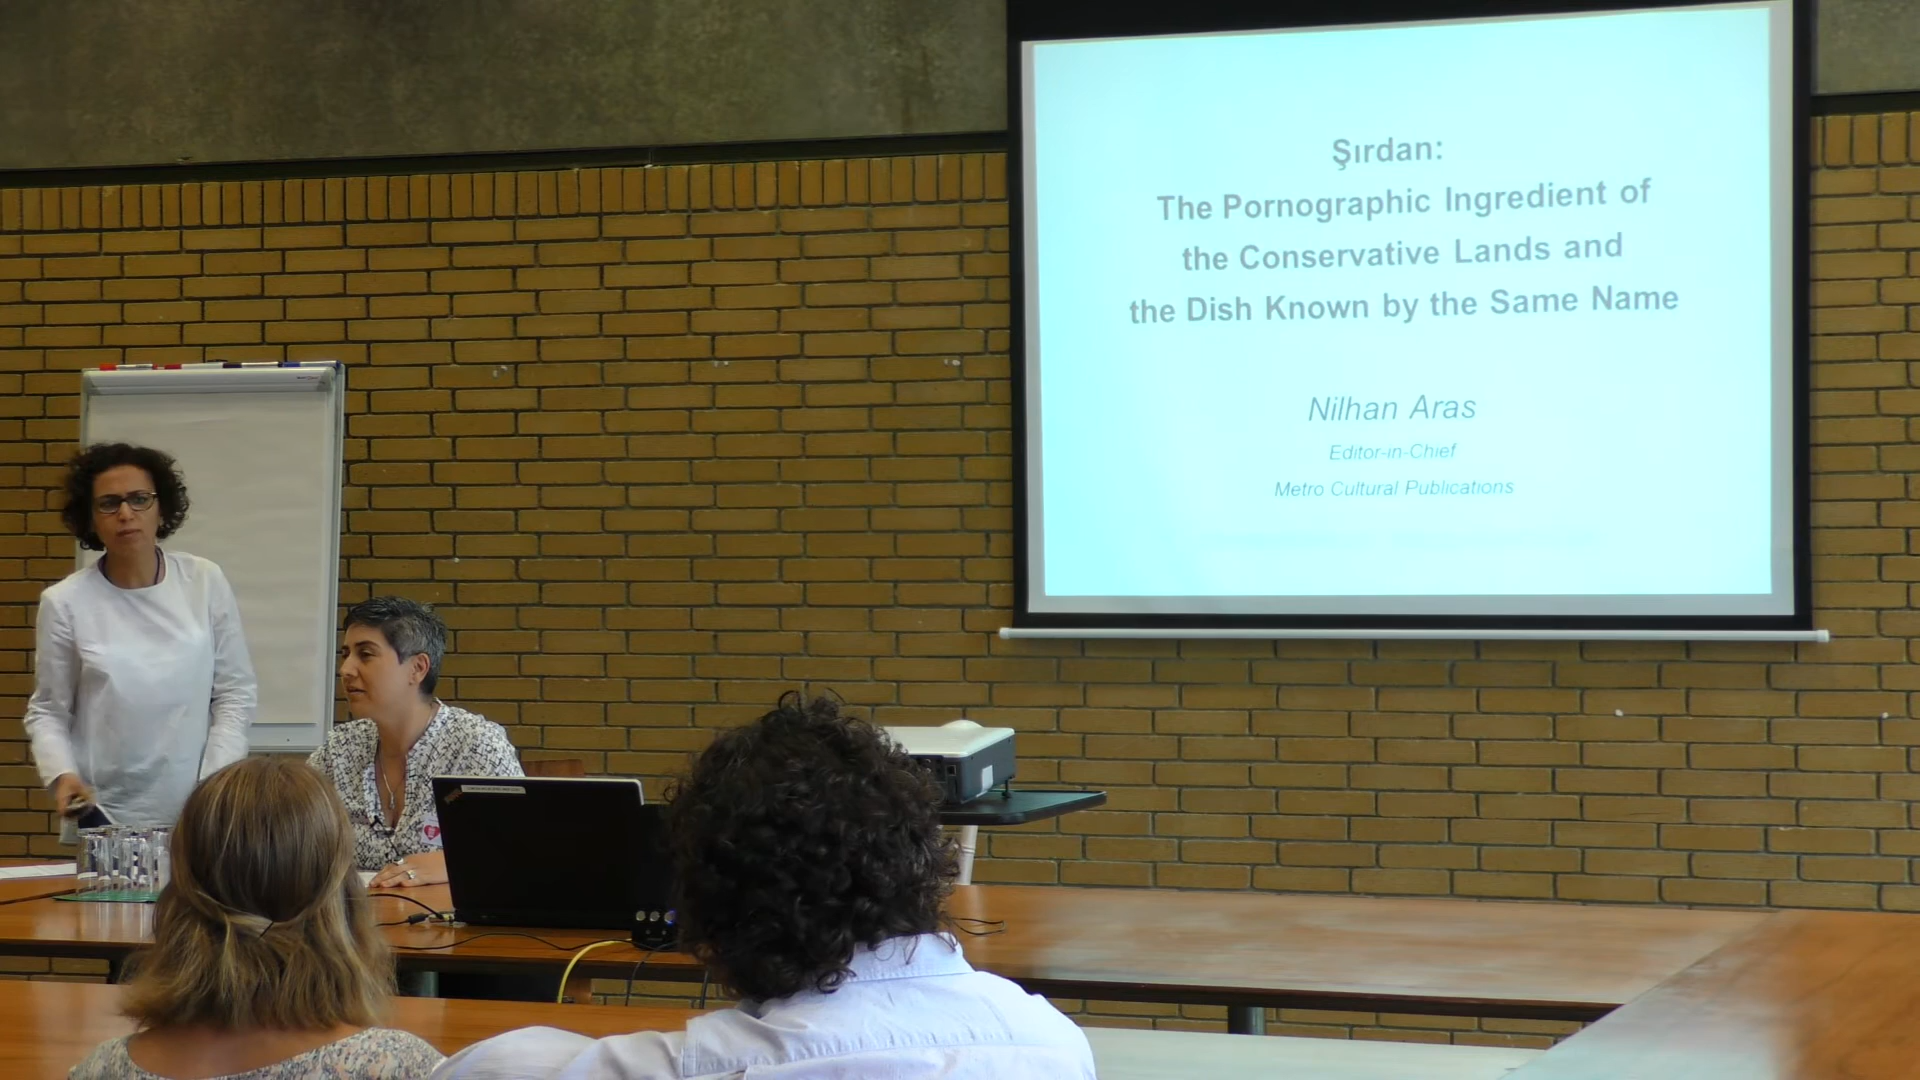 Şırdan:
The Pornographic Ingredient of
the Conservative Lands and
the Dish Known by the Same Name
Nilhan Aras
Editor-in-Chief
Metro Cultural Publications